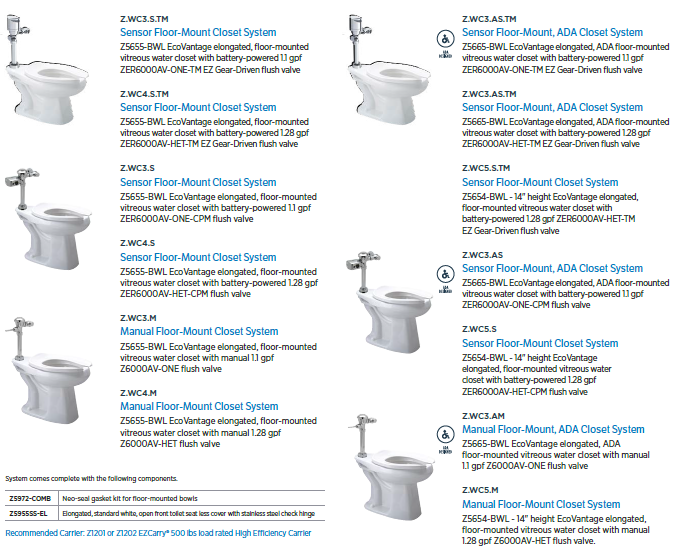 Z.WC3.S.TM
Sensor Floor-Mount Closet System
Z5655-BWL EcoVantage elongated, floor-mounted
vitreous water closet with battery-powered 1.1 gpf
ZER6000AV-ONE-TM EZ Gear-Driven flush valve
Z.WC4.S.TM
Sensor Floor-Mount Closet System
Z5655-BWL EcoVantage elongated, floor-mounted
vitreous water closet with battery-powered 1.28 gpf
ZER6000AV-HET-TM EZ Gear-Driven flush valve
Z.WC3.S
Sensor Floor-Mount Closet System
Z5655-BWL EcoVantage elongated, floor-mounted
vitreous water closet with battery-powered 1.1 gpf
ZER6000AV-ONE-CPM flush valve
Z.WC4.S
Sensor Floor-Mount Closet System
Z5655-BWL EcoVantage elongated, floor-mounted
vitreous water closet with battery-powered 1.28 gpf
ZER6000AV-HET-CPM flush valve
Z.WC3.M
Manual Floor-Mount Closet System
Z5655-BWL EcoVantage elongated, floor-mounted
vitreous water closet with manual 1.1 gpf
Z6000AV-ONE flush valve
Z.WC4.M
Manual Floor-Mount Closet System
Z5655-BWL EcoVantage elongated, floor-mounted
vitreous water closet with manual 1.28 gpf
Z6000AV-HET flush valve
System comes complete with the following components.
Z5972-COMB Neo-seal gasket kit for floor-mounted bowls
Z5955SS-EL Elongated, standard white, open front toilet seat less cover with stainless steel check hinge
Recommended Carrier: Z1201 or Z1202 EZCarry® 500 lbs load rated High Efficiency Carrier
Z.WC3.AS.TM
Sensor Floor-Mount, ADA Closet System
Z5665-BWL EcoVantage elongated, ADA floor-mounted
vitreous water closet with battery-powered 1.1 gpf
ZER6000AV-ONE-TM EZ Gear-Driven flush valve
Z.WC3.AS.TM
Sensor Floor-Mount, ADA Closet System
Z5665-BWL EcoVantage elongated, ADA floor-mounted
vitreous water closet with battery-powered 1.28 gpf
ZER6000AV-HET-TM EZ Gear-Driven flush valve
Z.WC5.S.TM
Sensor Floor-Mount Closet System
Z5654-BWL - 14" height EcoVantage elongated,
floor-mounted vitreous water closet with
battery-powered 1.28 gpf ZER6000AV-HET-TM
EZ Gear-Driven flush valve
Z.WC3.AS
Sensor Floor-Mount, ADA Closet System
Z5665-BWL EcoVantage elongated, ADA floor-mounted
vitreous water closet with battery-powered 1.1 gpf
ZER6000AV-ONE-CPM flush valve
Z.WC5.S
Sensor Floor-Mount Closet System
Z5654-BWL - 14" height EcoVantage
elongated, floor-mounted vitreous water
closet with battery-powered 1.28 gpf
ZER6000AV-HET-CPM flush valve
Z.WC3.AM
Manual Floor-Mount, ADA Closet System
Z5665-BWL EcoVantage elongated, ADA
floor-mounted vitreous water closet with manual
1.1 gpf Z6000AV-ONE flush valve
Z.WC5.M
Manual Floor-Mount Closet System
Z5654-BWL - 14" height EcoVantage elongated,
floor-mounted vitreous water closet with manual
1.28 gpf Z6000AV-HET flush valve.